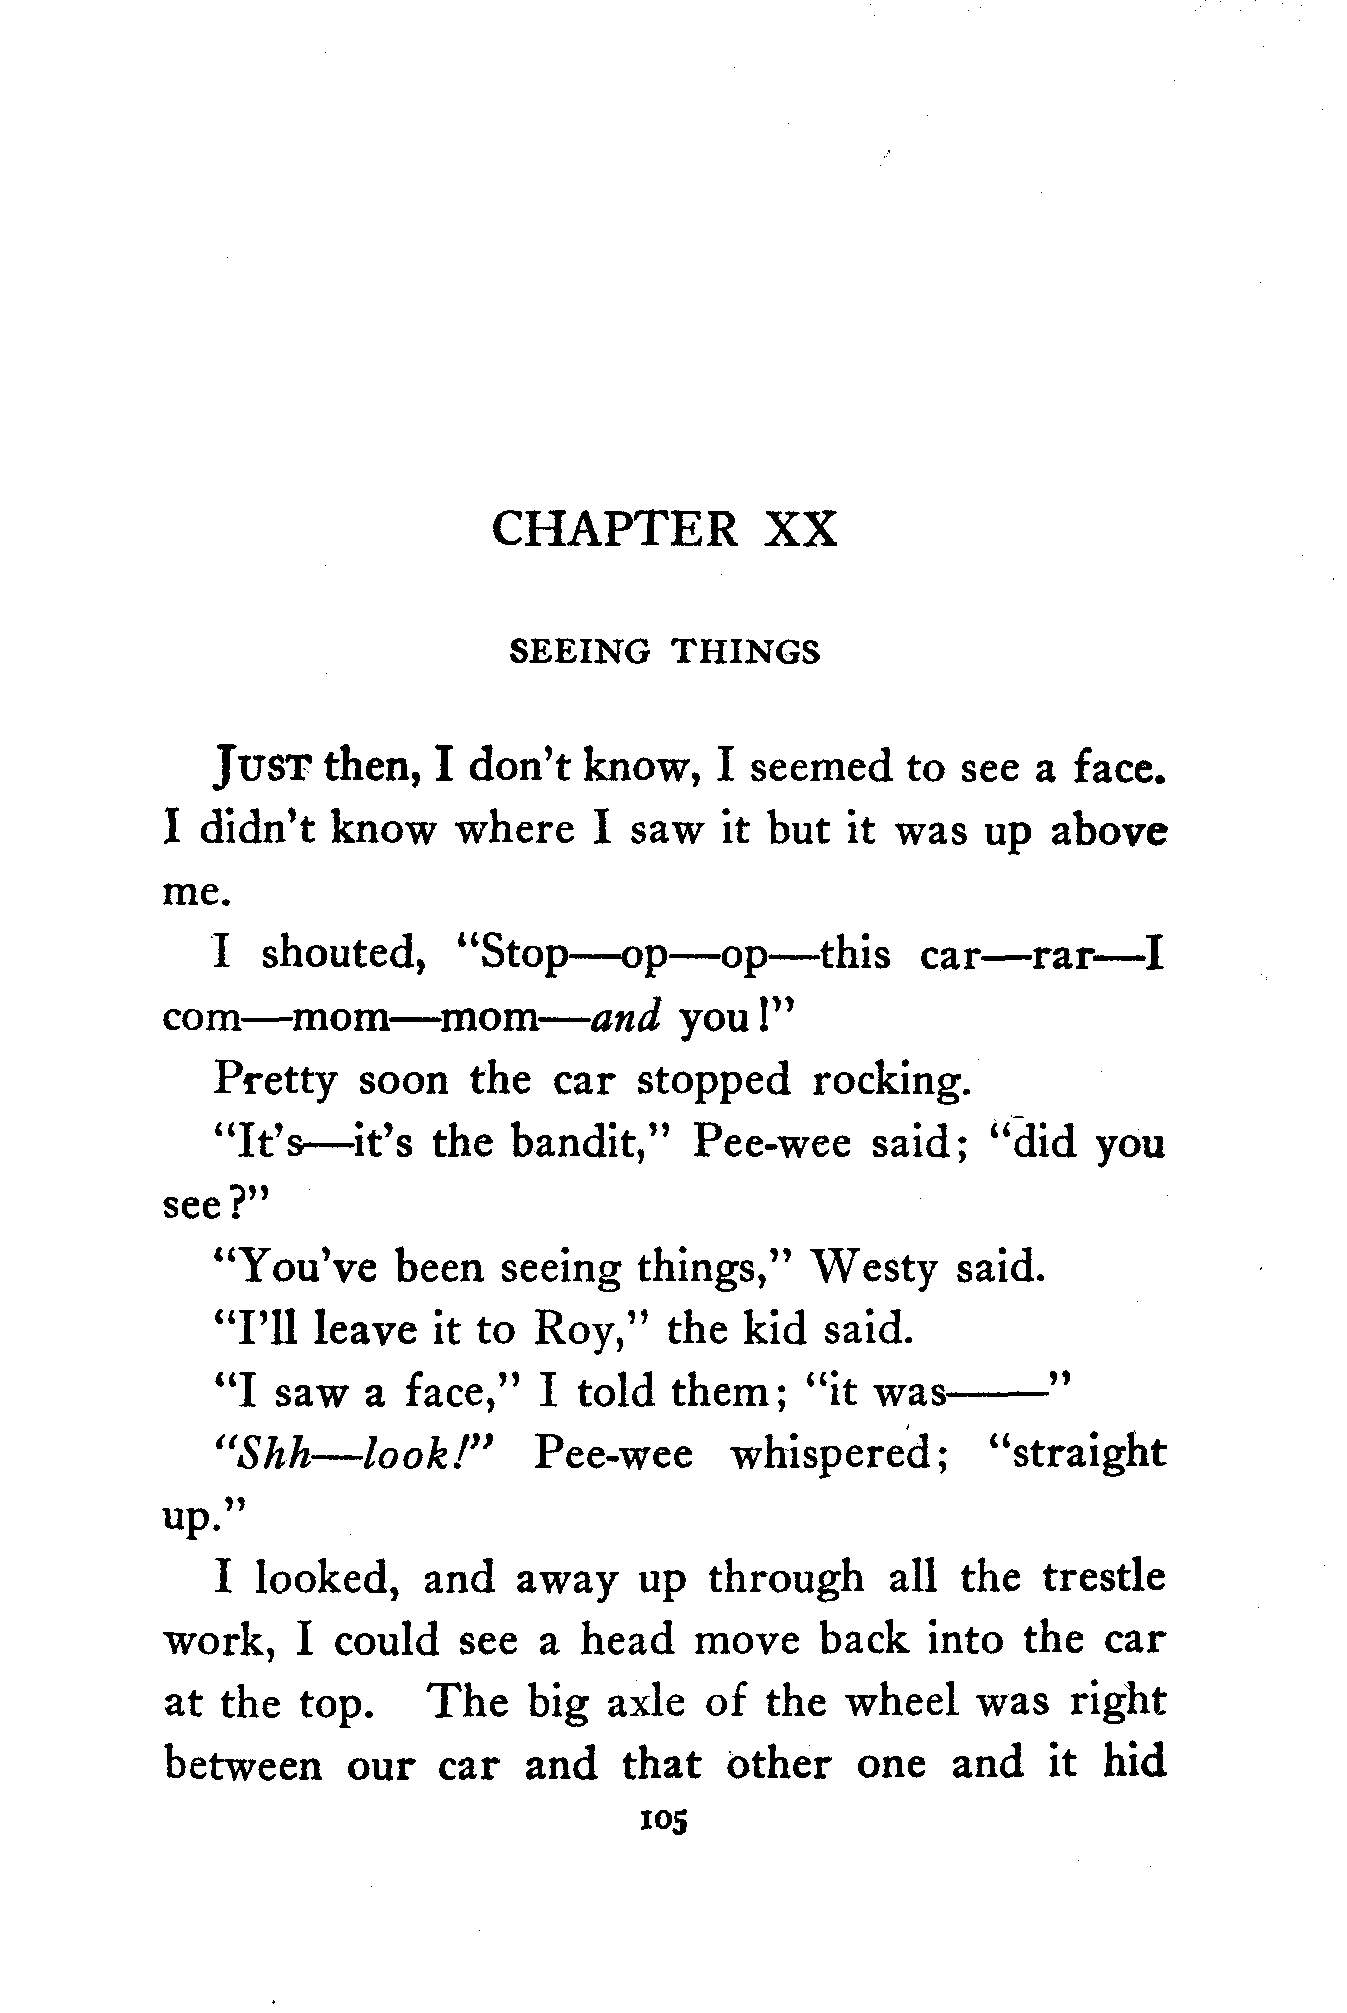 CHAPTER XX
SEEING THINGS
Just then, I don't know, I seemed to see a face.
I didn't know where I saw it but it was up above
me.
I shouted, "Stop—op—op—this car—rar—I
com—mom—mom—and you!"
Pretty soon the car stopped rocking.
"It's—it's the bandit," Pee-wee said; "did you
see?"
"You've been seeing things," Westy said.
"I'll leave it to Roy," the kid said.
"I saw a face," I told them; "it was——"
"Shh—look!" Pee-wee whispered; "straight
up."
I looked, and away up through all the trestle
work, I could see a head move back into the car
at the top. The big axle of the wheel was right
between our car and that other one and it hid
105